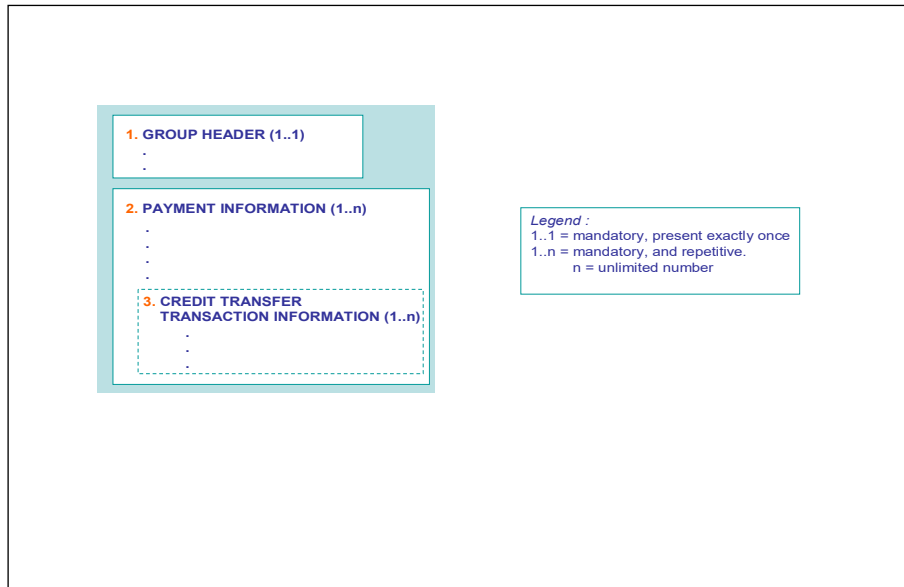 1. GROUP HEADER (1..1)
.
.
2. PAYMENT INFORMATION (1..n)
.
.
.
.
3. CREDIT TRANSFER
TRANSACTION INFORMATION (1..n)
.
.
.
Legend :
1..1 = mandatory, present exactly once
1..n = mandatory, and repetitive.
n = unlimited number